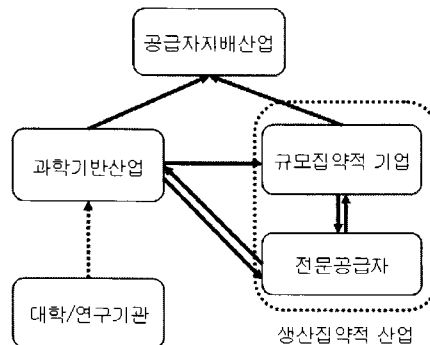 공급자지배산업
과학기반산업
규모집약적 기업
전문공급자
대학/연구기관
생산집약적 산업